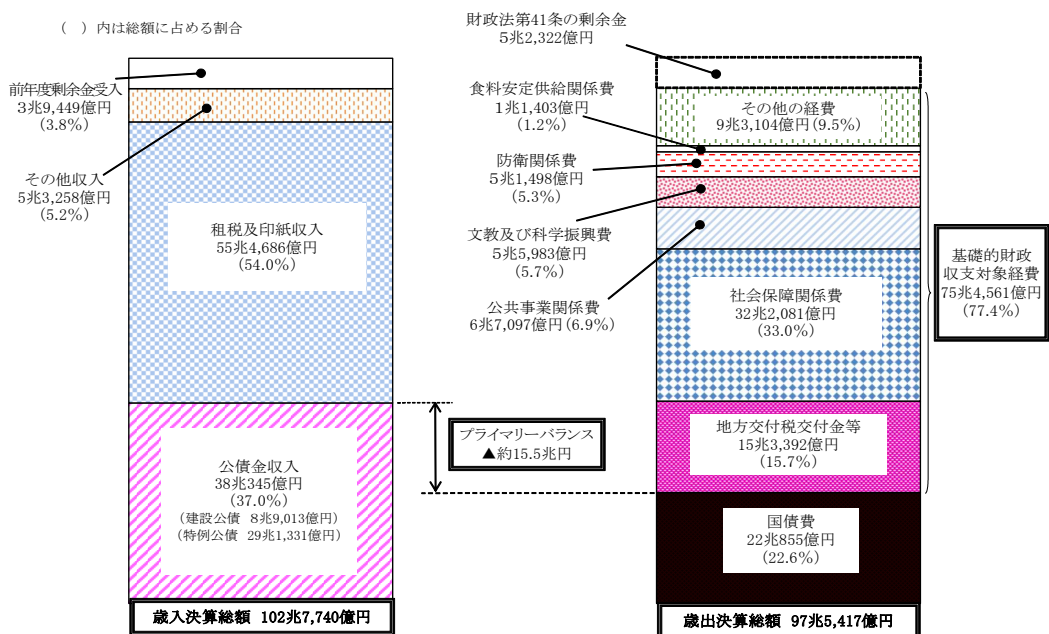 （　）内は総額に占める割合
前年度剰余金受入
3兆9,449億円
(3.8%)
その他収入
5兆3,258億円
(5.2%)
租税及印紙収入
55兆4,686億円
(54.0%)
公債金収入
38兆345億円
(37.0%)
(建設公債 8兆9,013億円)
(特例公債 29兆1,331億円)
歳入決算総額 102兆7,740億円
プライマリーバランス
▲約15.5兆円
財政法第41条の剰余金
5兆2,322億円
食料安定供給関係費
1兆1,403億円
(1.2%)
防衛関係費
5兆1,498億円
(5.3%)
文教及び科学振興費
5兆5,983億円
(5.7%)
公共事業関係費
6兆7,097億円(6.9%)
その他の経費
9兆3,104億円(9.5%)
社会保障関係費
32兆2,081億円
(33.0%)
地方交付税交付金等
15兆3,392億円
(15.7%)
国債費
22兆855億円
(22.6%)
歳出決算総額 97兆5,417億円
基礎的財政
収支対象経費
75兆4,561億円
(77.4%)